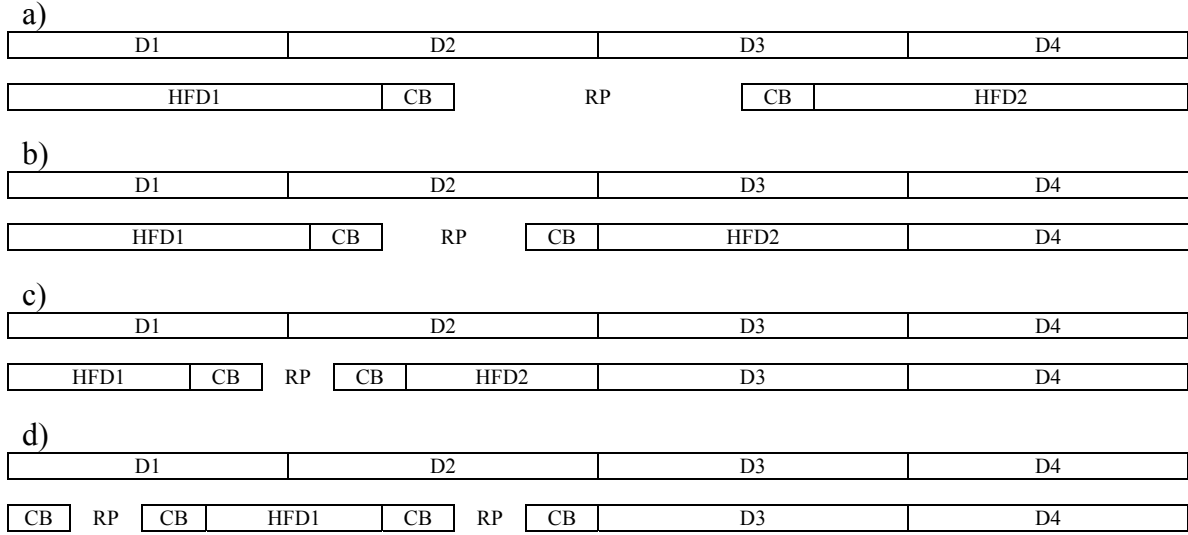 a)
D1 D2 D3 D4
HFD1 CB RP CB HFD2
b)
D1 D2 D3 D4
HFD1 CB RP CB HFD2 D4
c)
D1 D2 D3 D4
HFD1 CB RP CB HFD2 D3 D4
d)
D1 D2 D3 D4
CB RP CB HFD1 CB RP CB D3 D4